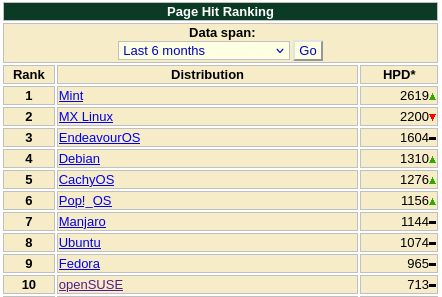 Page Hit Ranking
Data span:
Last 6 months Go
Rank Distribution HPD*
1 Mint 2619
2 MX Linux 2200
3 EndeavourOS 1604
4 Debian 1310
5 CachyOS 1276
6 Pop!_OS 1156
7 Manjaro 1144
8 Ubuntu 1074
9 Fedora 965
10 openSUSE 713